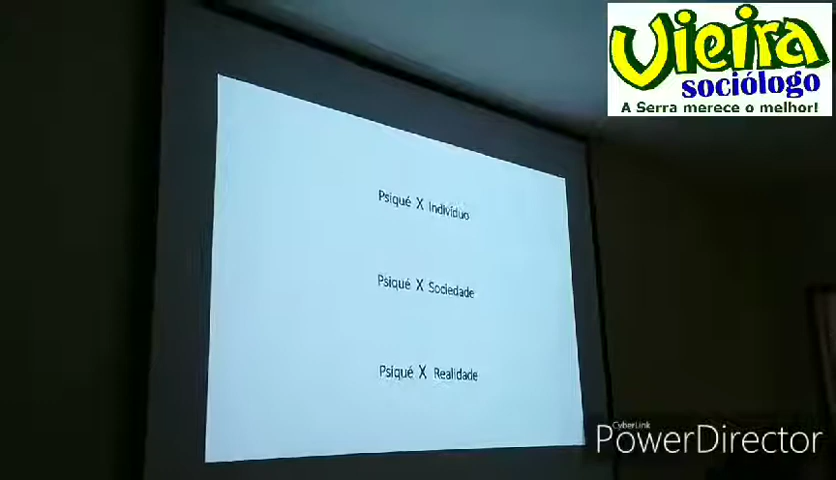 Vieira
sociólogo
A Serra merece o melhor!
Psiqué X Indivíduo
Psiqué X Sociedade
Psiqué X Realidade
CyberLink
PowerDirector